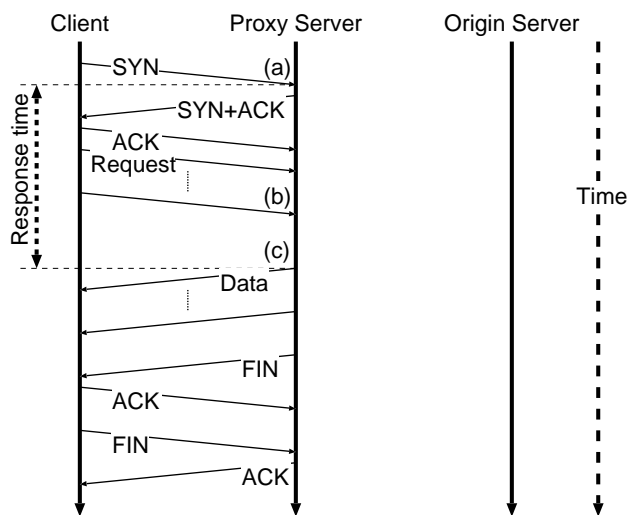 Client
Proxy Server
Origin Server
SYN
(a)
SYN+ACK
ACK
Request
Response time
(b)
Time
(c)
Data
FIN
ACK
FIN
ACK